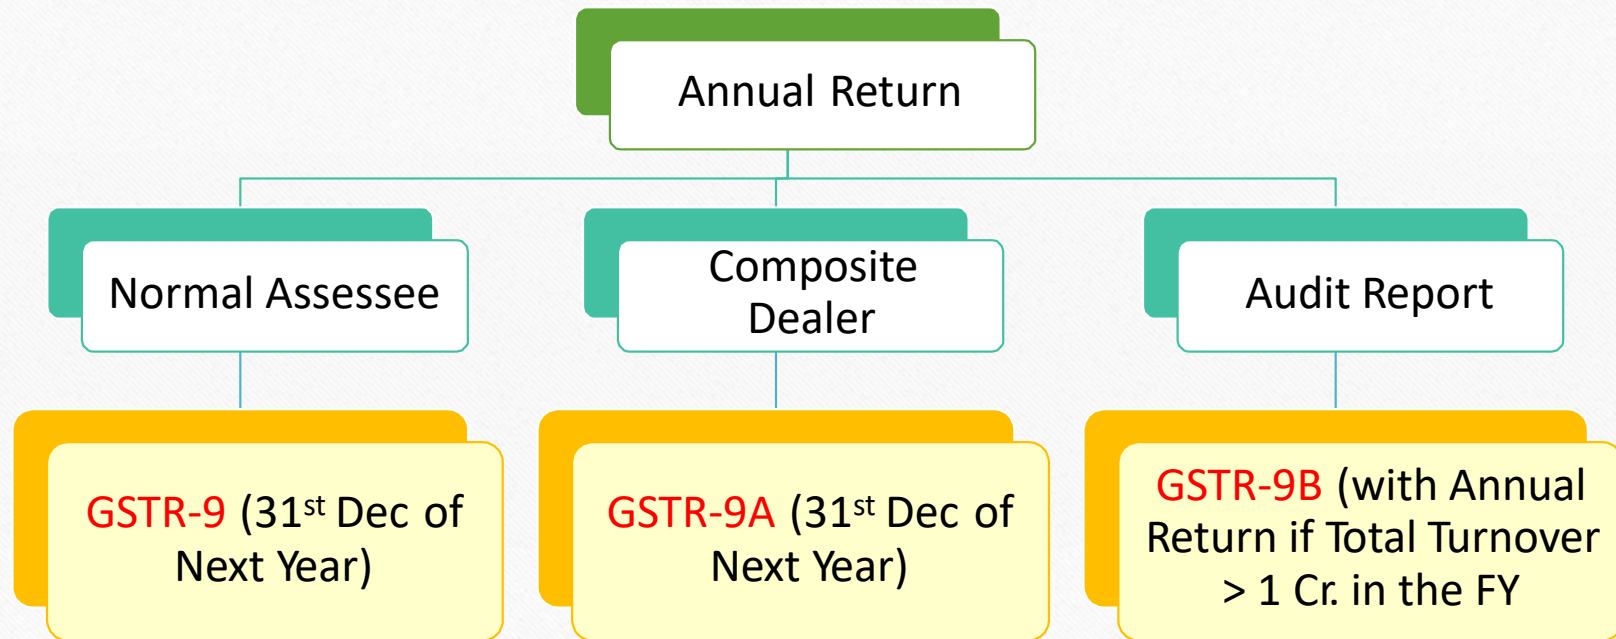 Annual Return
Normal Assessee
Composite
Dealer
Audit Report
GSTR-9 (31st Dec of
Next Year)
GSTR-9A (31st Dec of
Next Year)
GSTR-9B (with Annual
Return if Total Turnover
> 1 Cr. in the FY